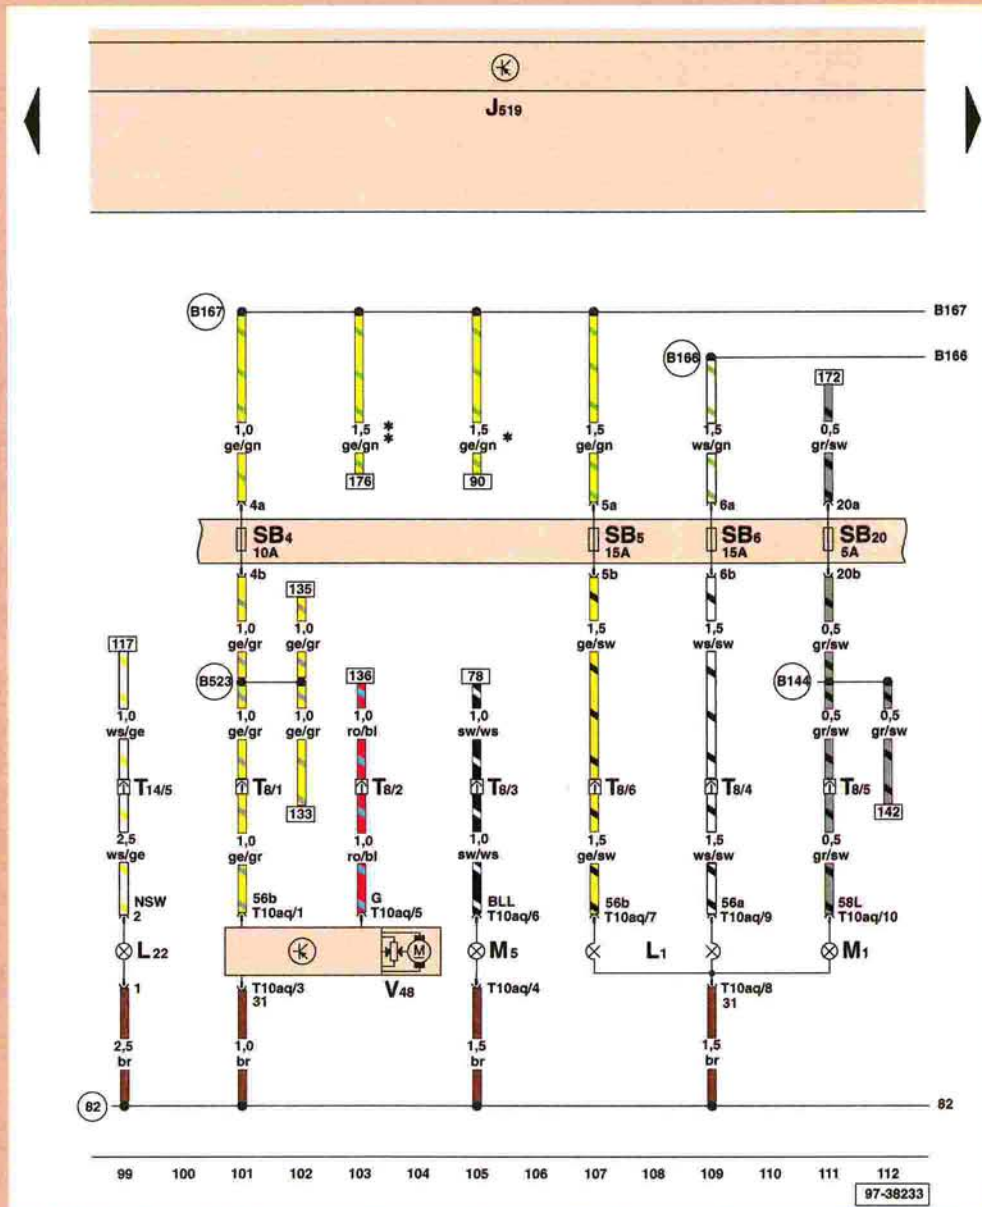 J519
B167 B167
B166 B166
172
1,0 1,5 * * 1,5 * 1,5 1,5 0,5
ge/gn ge/gn ge/gn ge/gn ws/gn gr/sw
176 90
4a 5a 6a 20a
SB4 SB5 SB6 SB20
10A 15A 15A 5A
4b 5b 6b 20b
135
1,0 1,0 1,5 1,5 0,5
ge/gr ge/gr ge/sw ws/sw gr/sw
117
B523 136 78 B144
1,0 1,0 1,0 1,0 1,0 0,5 0,5
ws/ge ge/gr ge/gr ro/bl sw/ws gr/sw gr/sw
T14/5 T8/1 T8/2 T8/3 T8/6 T8/4 T8/5
133 142
2,5 1,0 1,0 1,0 1,5 1,5 0,5
ws/ge ge/gr ro/bl sw/ws ge/sw ws/sw gr/sw
NSW 56b G BLL 56b 56a 58L
2 T10aq/1 T10aq/5 T10aq/6 T10aq/7 T10aq/9 T10aq/10
L22 M M5 L1 M1
V48
1 T10aq/3 T10aq/4 T10aq/8
31 31
2,5 1,0 1,5 1,5
br br br br
82 82
99 100 101 102 103 104 105 106 107 108 109 110 111 112
97-38233